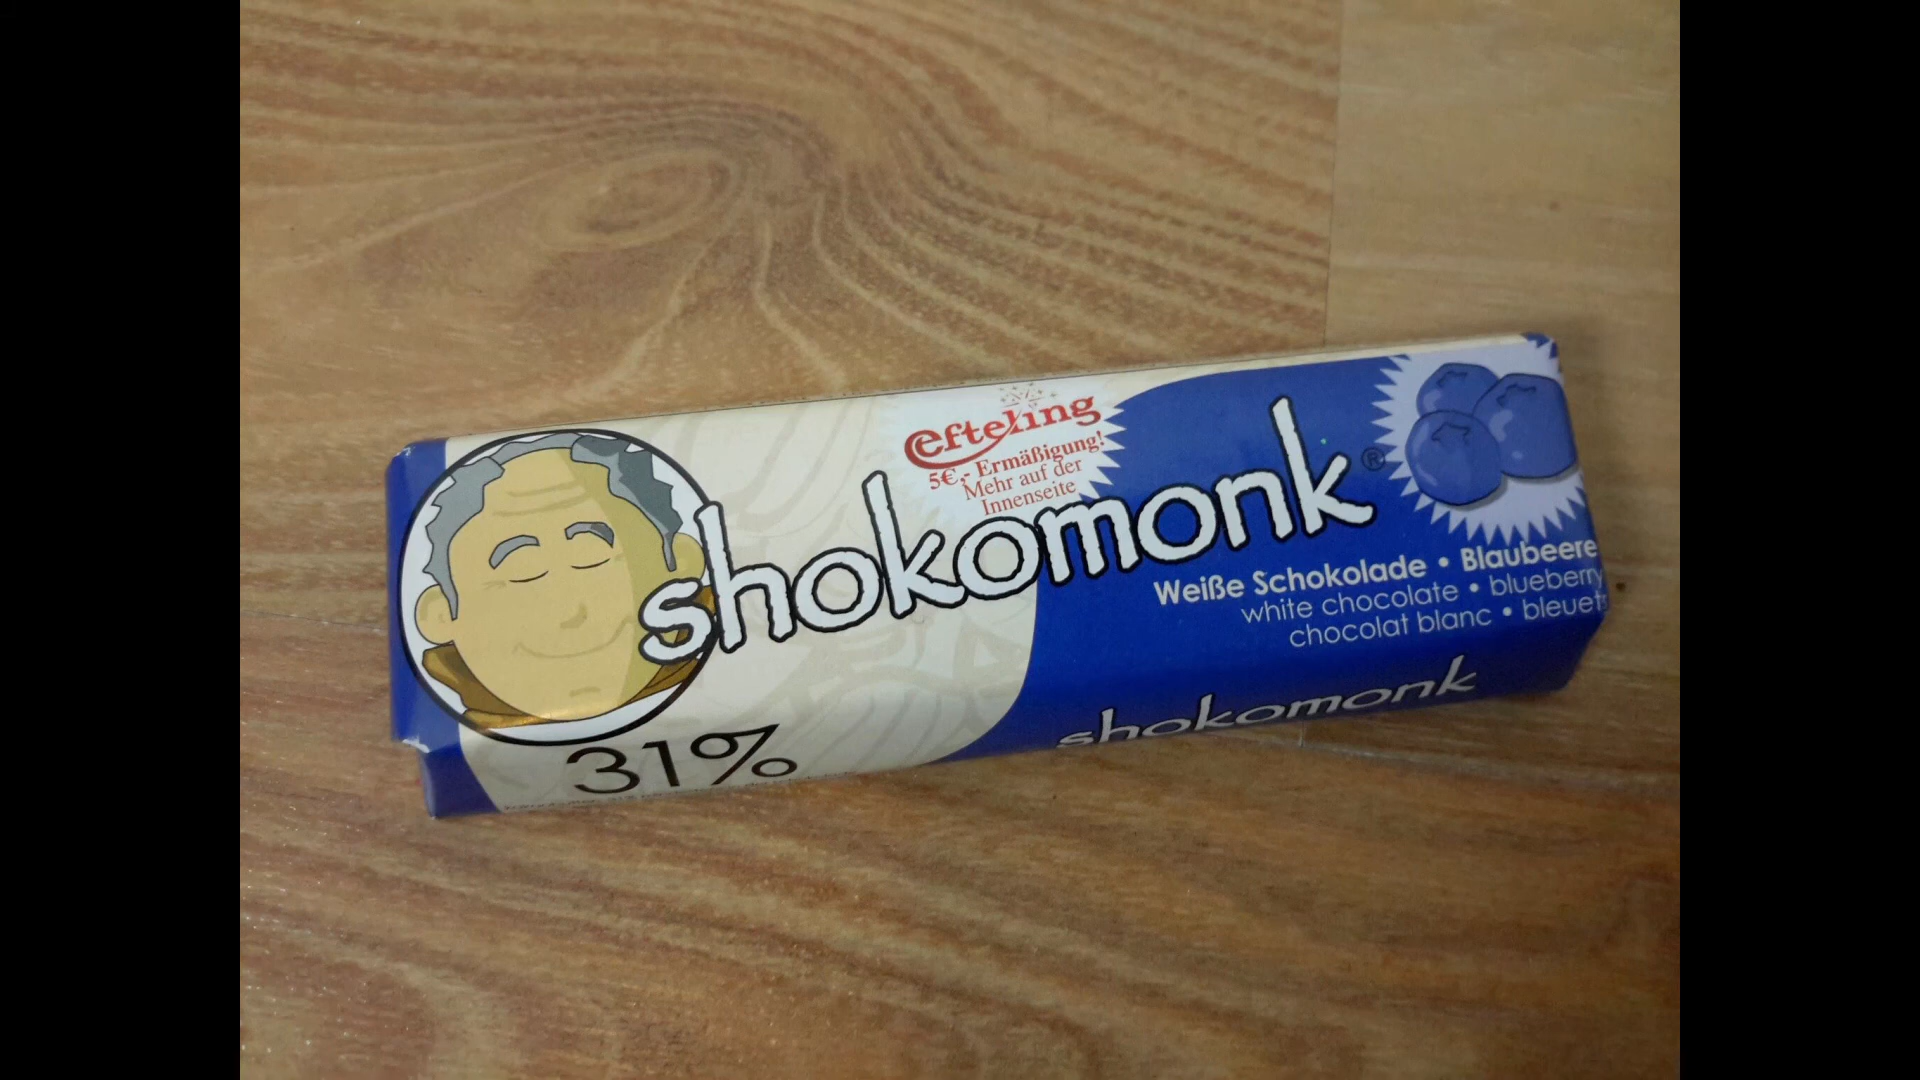 efteling
5€,- Ermäßigung!
Mehr auf der
Innenseite
shokomonk®
Weiße Schokolade • Blaubeere
white chocolate • blueberry
chocolat blanc • bleuets
shokomonk
31%